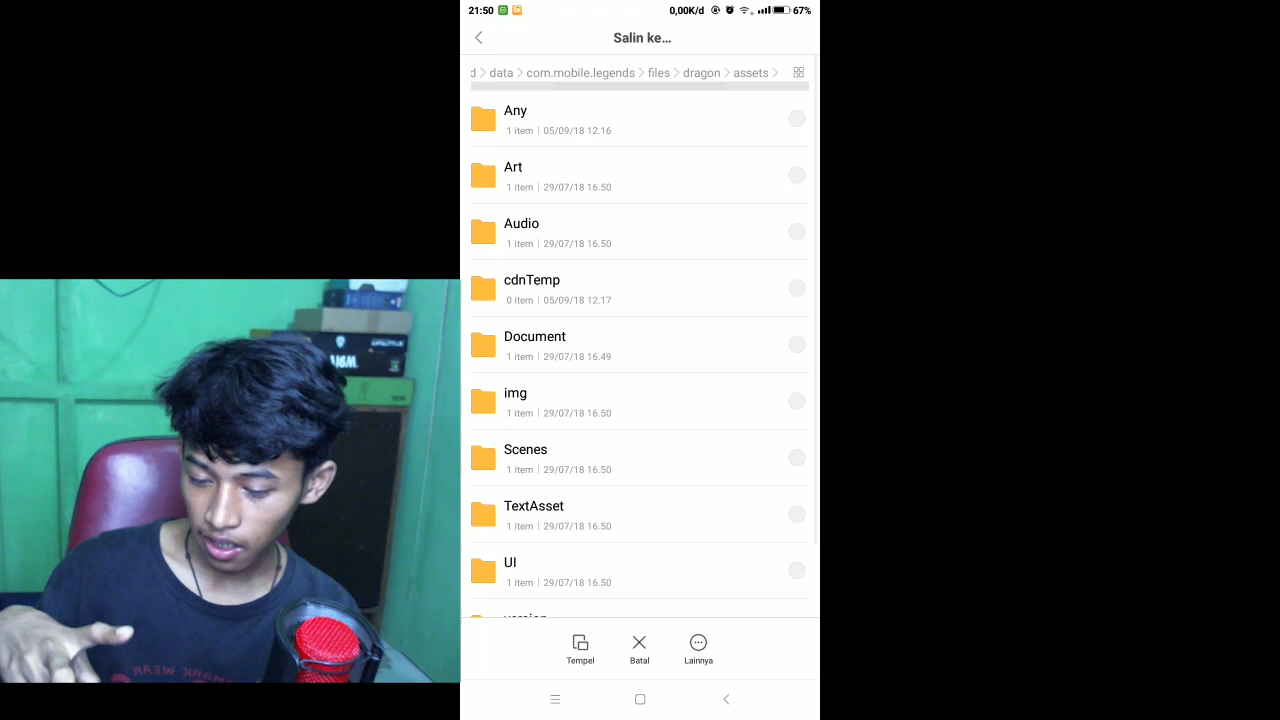 21:50
0,00K/d
67%
Salin ke...
d > data > com.mobile.legends > files > dragon > assets >
Any
1 item | 05/09/18 12.16
Art
1 item | 29/07/18 16.50
Audio
1 item | 29/07/18 16.50
cdnTemp
0 item | 05/09/18 12.17
Document
1 item | 29/07/18 16.49
img
1 item | 29/07/18 16.50
Scenes
1 item | 29/07/18 16.50
TextAsset
1 item | 29/07/18 16.50
UI
1 item | 29/07/18 16.50
Tempel
Batal
Lainnya